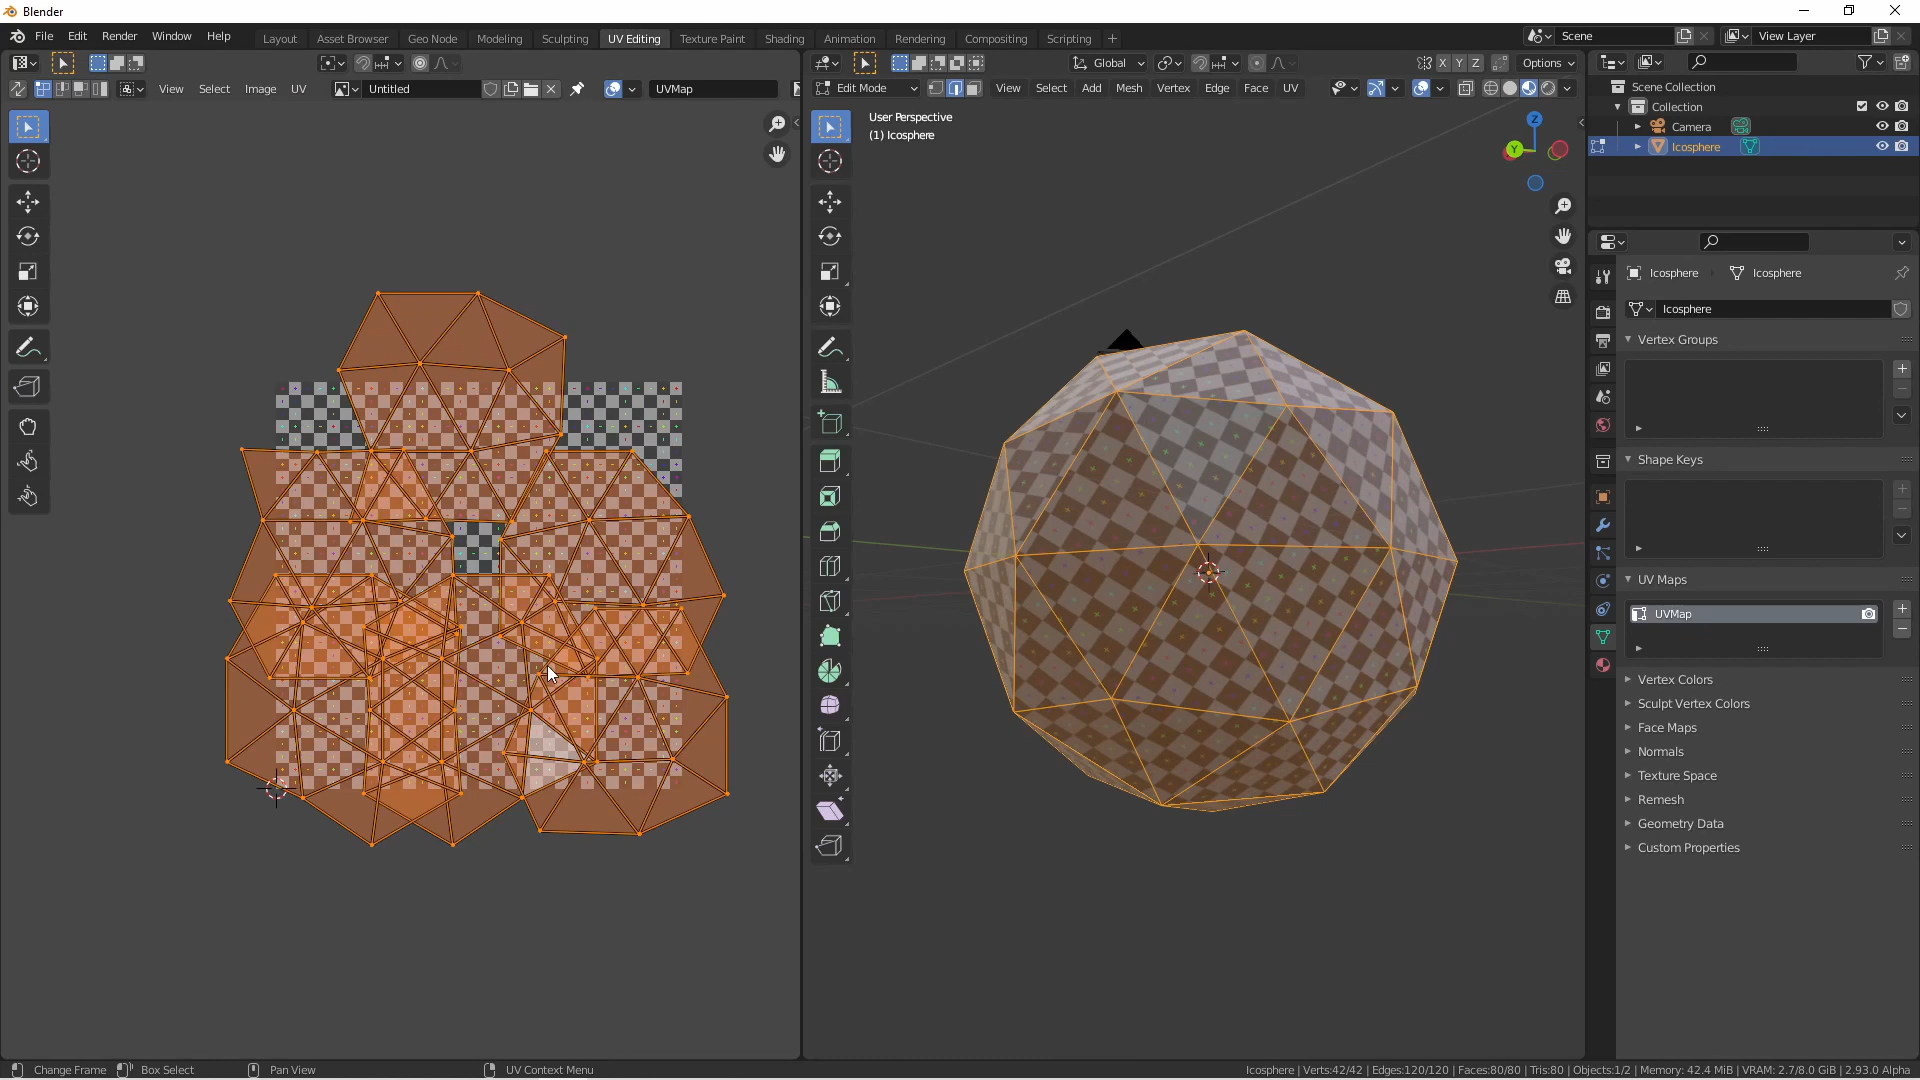 Blender
File Edit Render Window Help
Layout Asset Browser Geo Node Modeling Sculpting UV Editing Texture Paint Shading Animation Rendering Compositing Scripting +
Scene
View Layer
Global
X Y Z
Options
View Select Image UV
Untitled
UVMap
Edit Mode
View Select Add Mesh Vertex Edge Face UV
User Perspective
(1) Icosphere
Z
Y
Scene Collection
Collection
Camera
Icosphere
Icosphere
Icosphere
Icosphere
Vertex Groups
Shape Keys
UV Maps
UVMap
Vertex Colors
Sculpt Vertex Colors
Face Maps
Normals
Texture Space
Remesh
Geometry Data
Custom Properties
Change Frame
Box Select
Pan View
UV Context Menu
Icosphere | Verts:42/42 | Edges:120/120 | Faces:80/80 | Tris:80 | Objects:1/2 | Memory: 42.4 MiB | VRAM: 2.7/8.0 GiB | 2.93.0 Alpha